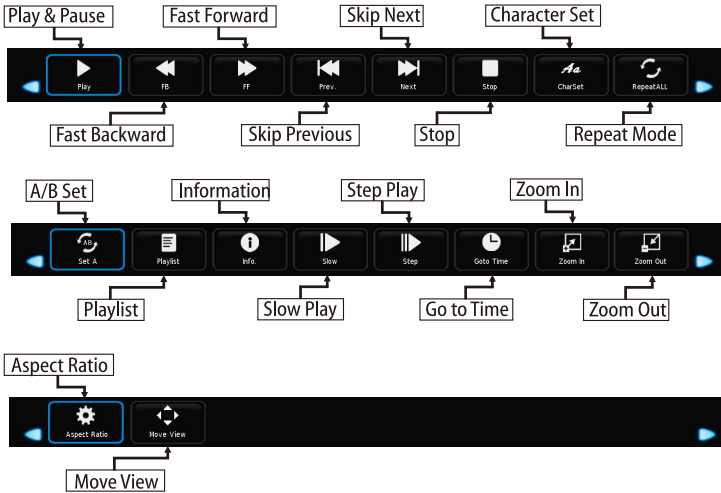 Play & Pause Fast Forward Skip Next Character Set
Play FB FF Prev. Next Stop CharSet RepeatALL
Fast Backward Skip Previous Stop Repeat Mode
A/B Set Information Step Play Zoom In
AB
Set A Playlist Info. Slow Step Goto Time Zoom In Zoom Out
Playlist Slow Play Go to Time Zoom Out
Aspect Ratio
Aspect Ratio Move View
Move View